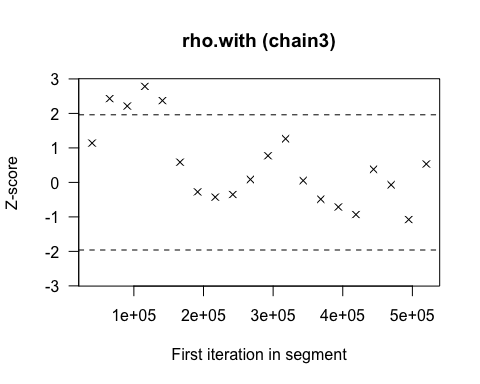 rho.with (chain3)
Z-score
3
2
1
0
-1
-2
-3
1e+05 2e+05 3e+05 4e+05 5e+05
First iteration in segment